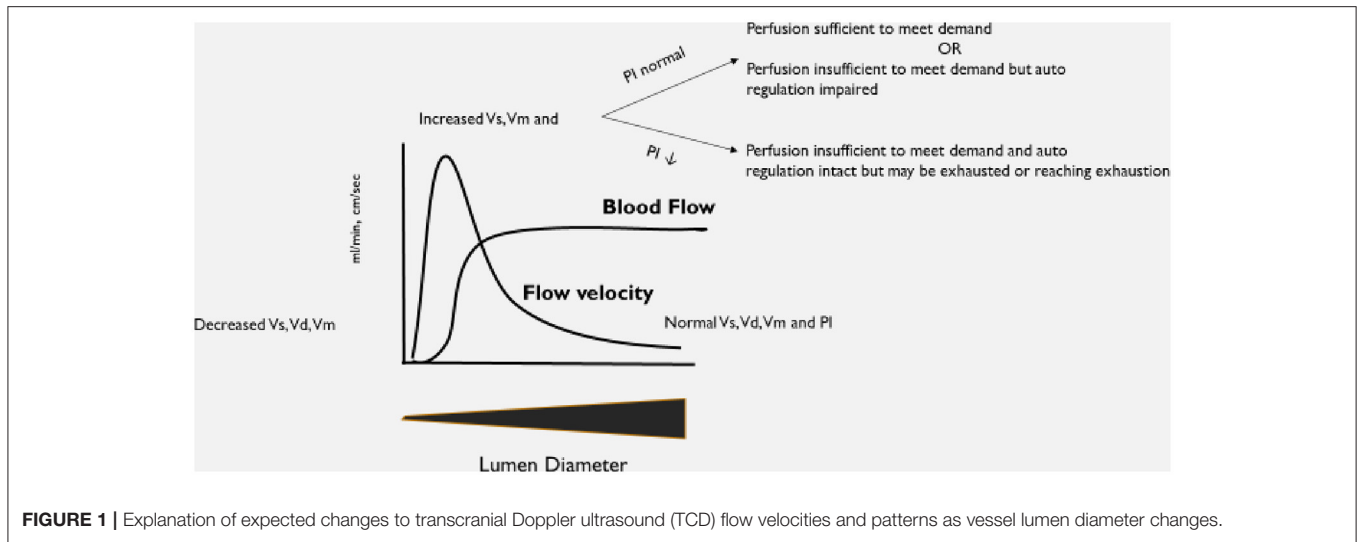 Perfusion sufficient to meet demand
OR
PI normal
Perfusion insufficient to meet demand but auto
regulation impaired
Increased Vs,Vm and
PI ↓
Perfusion insufficient to meet demand and auto
regulation intact but may be exhausted or reaching exhaustion
ml/min, cm/sec
Blood Flow
Flow velocity
Decreased Vs,Vd,Vm
Normal Vs,Vd,Vm and PI
Lumen Diameter
FIGURE 1 | Explanation of expected changes to transcranial Doppler ultrasound (TCD) flow velocities and patterns as vessel lumen diameter changes.